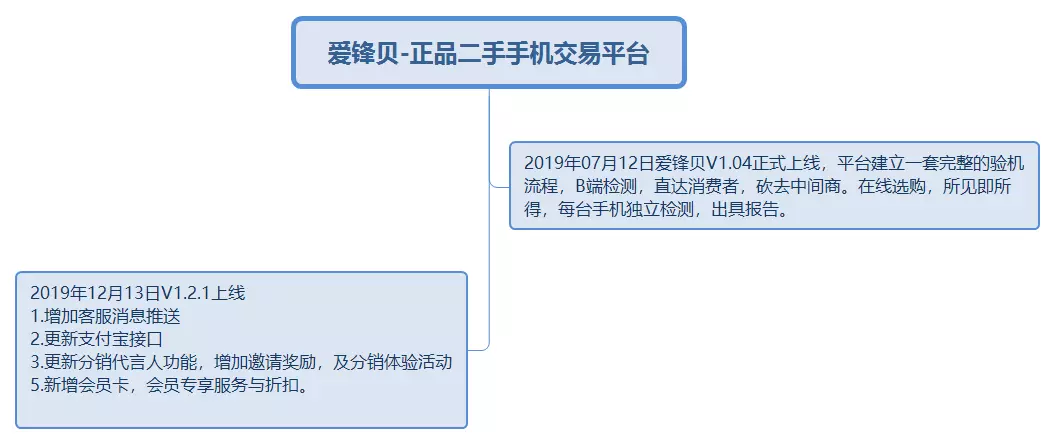 爱锋贝-正品二手手机交易平台
2019年07月12日爱锋贝V1.04正式上线，平台建立一套完整的验机
流程，B端检测，直达消费者，砍去中间商。在线选购，所见即所
得，每台手机独立检测，出具报告。
2019年12月13日V1.2.1上线
1.增加客服消息推送
2.更新支付宝接口
3.更新分销代言人功能，增加邀请奖励，及分销体验活动
5.新增会员卡，会员专享服务与折扣。